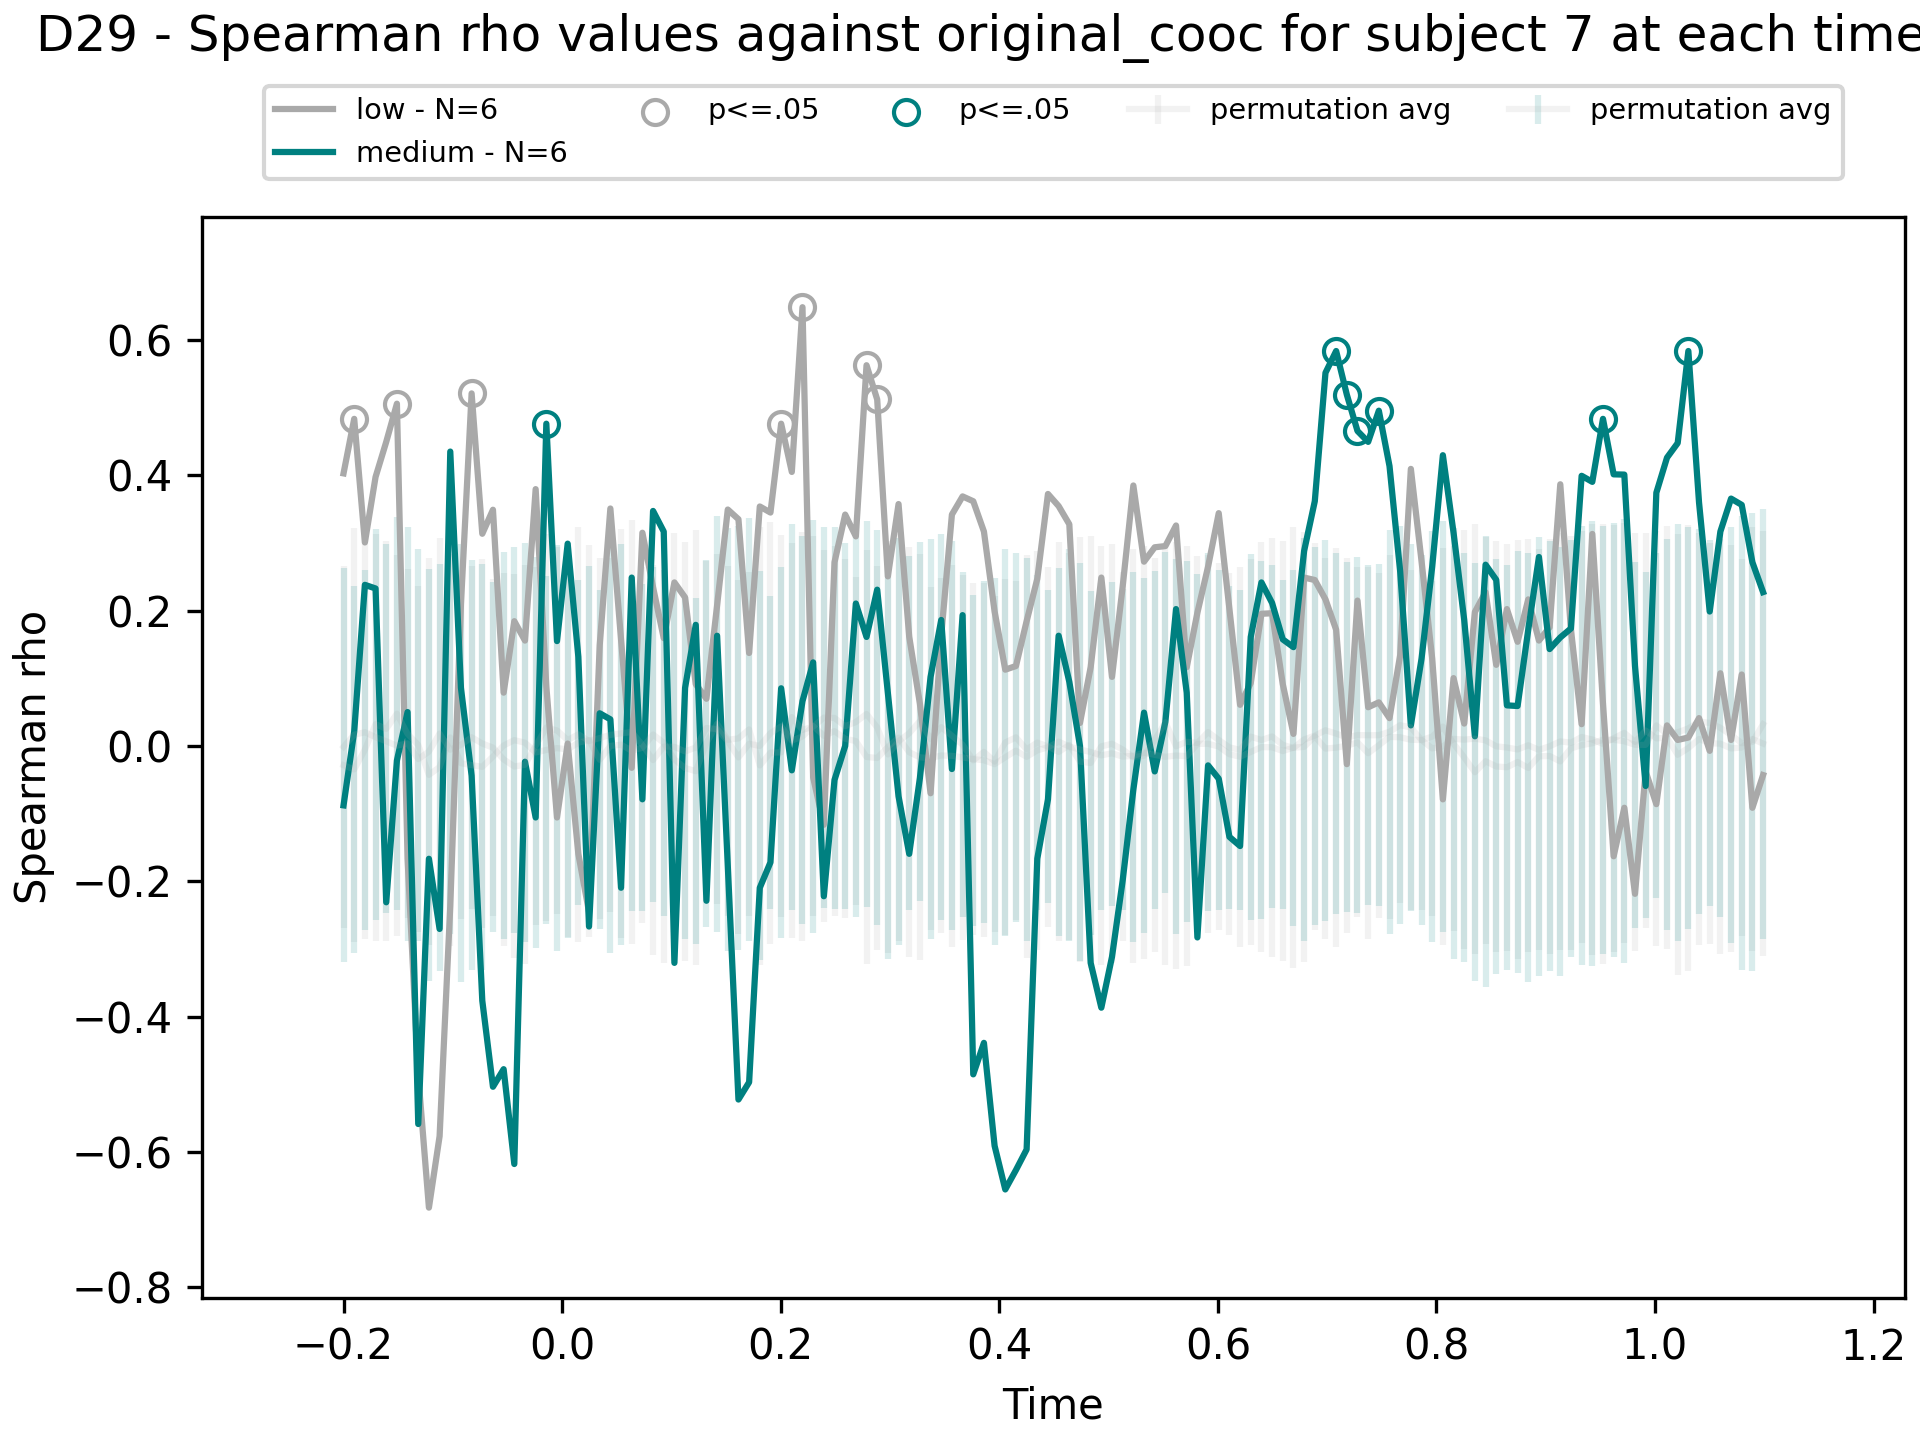 D29 - Spearman rho values against original_cooc for subject 7 at each time
low - N=6 p<=.05 p<=.05 permutation avg permutation avg
medium - N=6
0.6
0.4
0.2
0.0
−0.2
−0.4
−0.6
−0.8
Spearman rho
−0.2 0.0 0.2 0.4 0.6 0.8 1.0 1.2
Time